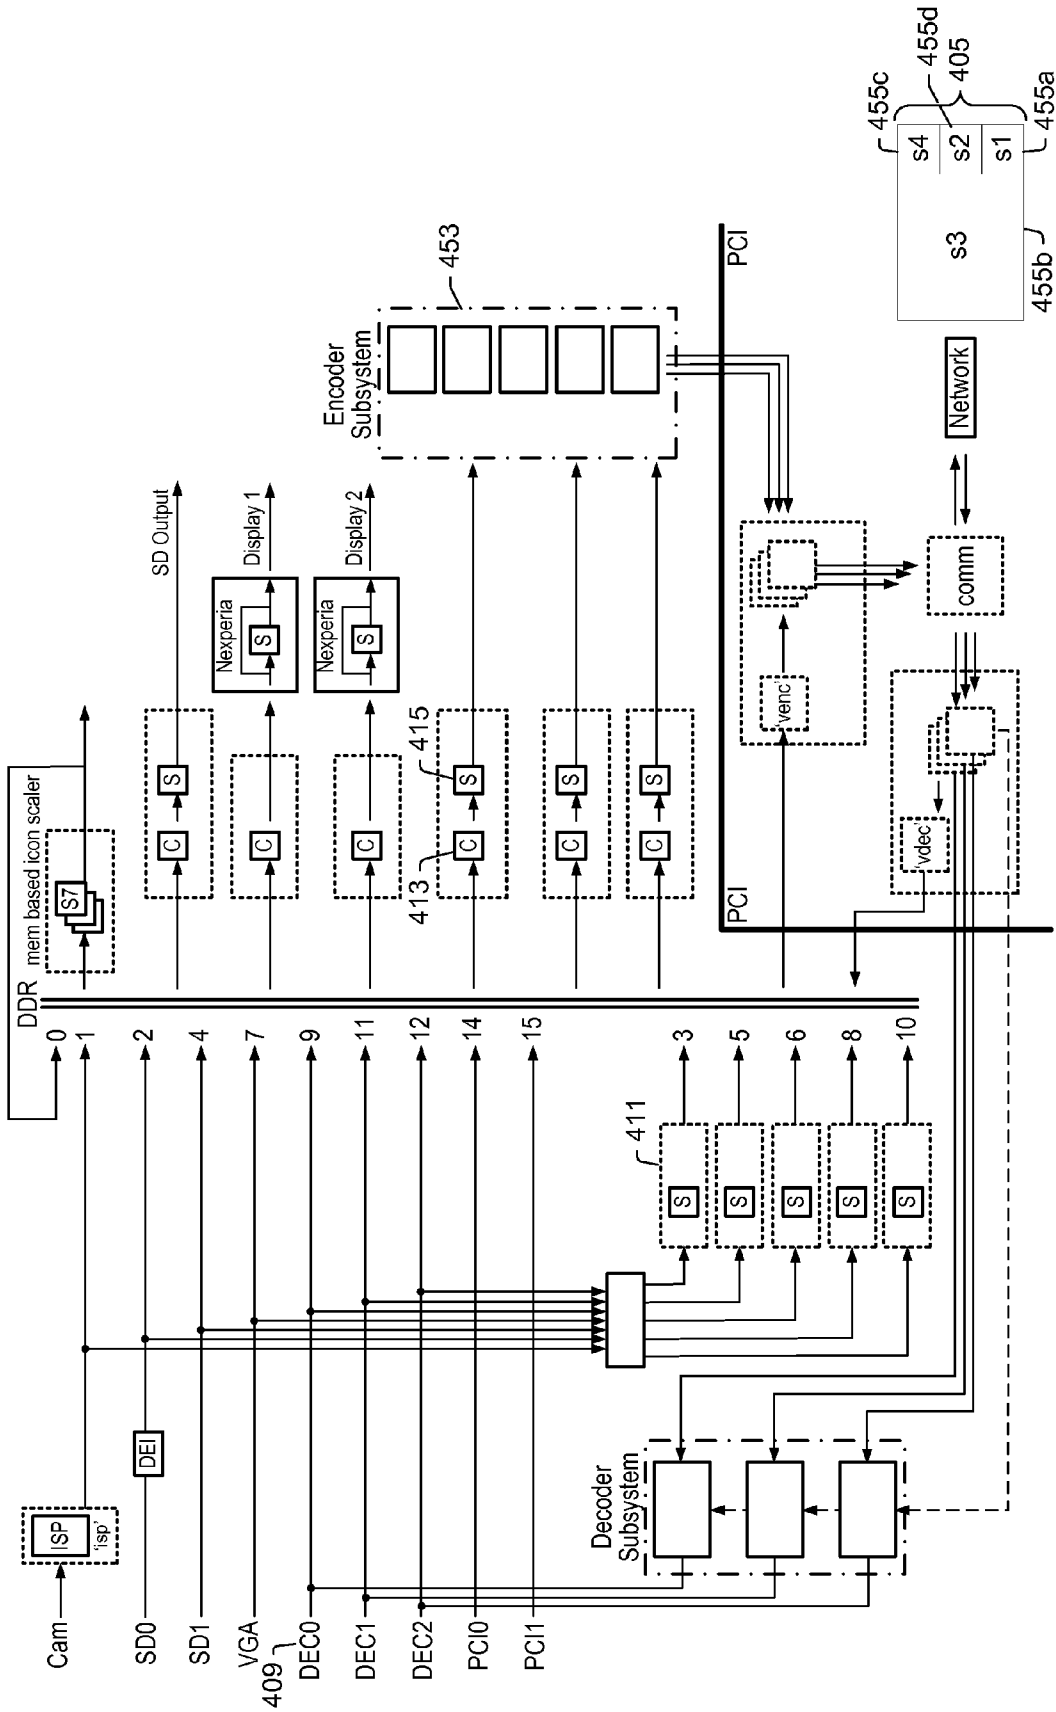 Cam
ISP
'isp'
SD0
DEI
SD1
VGA
409
DEC0
DEC1
DEC2
PCI0
PCI1
Decoder
Subsystem
S
S
S
S
S
411
DDR
0
1
2
4
7
9
11
12
14
15
3
5
6
8
10
mem based icon scaler
S7
C
S
SD Output
C
Nexperia
S
Display 1
C
Nexperia
S
Display 2
C
S
413
415
C
S
C
S
Encoder
Subsystem
453
PCI
PCI
'venc'
'vdec'
comm
Network
s3
s4
s2
s1
455c
455d
405
455a
455b